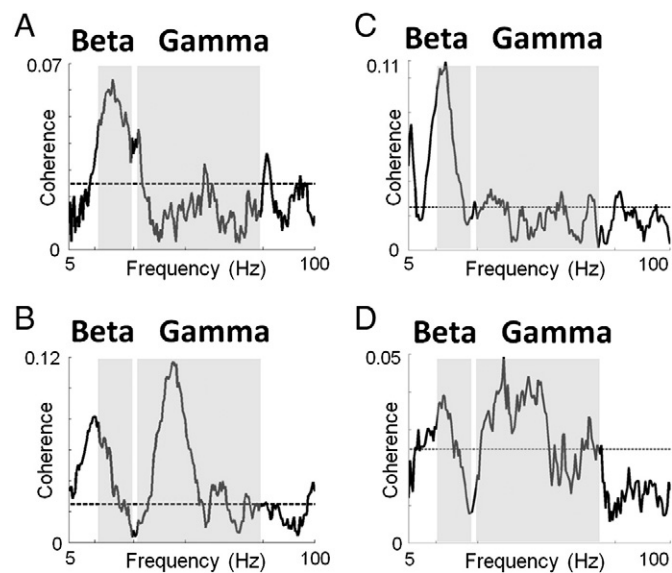 A
Beta Gamma
0.07
Coherence
0
5 Frequency (Hz) 100
C
Beta Gamma
0.11
Coherence
0
5 Frequency (Hz) 100
B
Beta Gamma
0.12
Coherence
0
5 Frequency (Hz) 100
D
Beta Gamma
0.05
Coherence
0
5 Frequency (Hz) 100